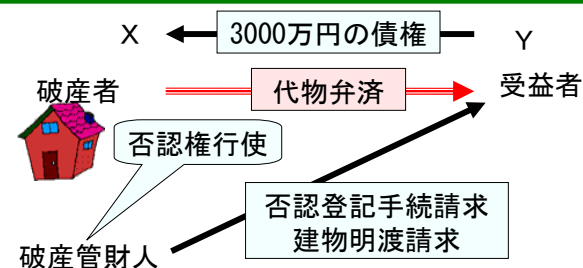 X
3000万円の債権
Y
破産者
代物弁済
受益者
否認権行使
否認登記手続請求
建物明渡請求
破産管財人